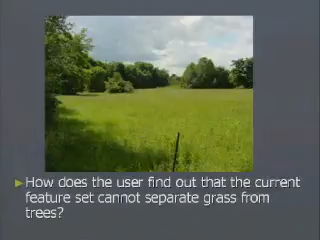 How does the user find out that the current
feature set cannot separate grass from
trees?